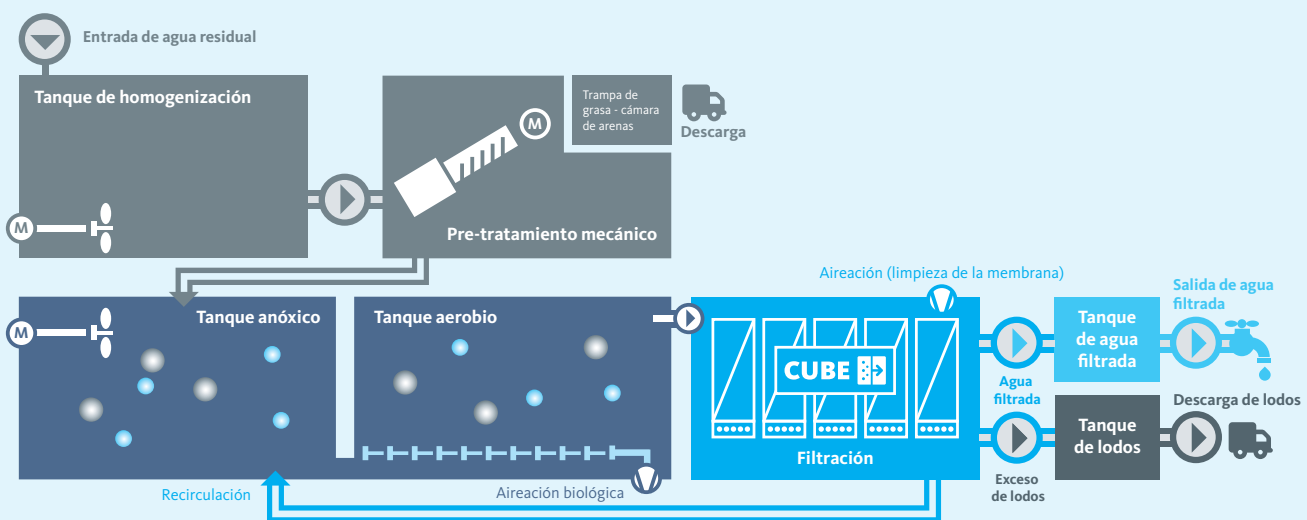 Entrada de agua residual
Tanque de homogenización
M
Trampa de
grasa - cámara
de arenas
M
Descarga
Pre-tratamiento mecánico
M
Tanque anóxico
Tanque aerobio
Aireación (limpieza de la membrana)
CUBE
Filtración
Agua
filtrada
Tanque
de agua
filtrada
Salida de agua
filtrada
Exceso
de lodos
Tanque
de lodos
Descarga de lodos
Recirculación
Aireación biológica